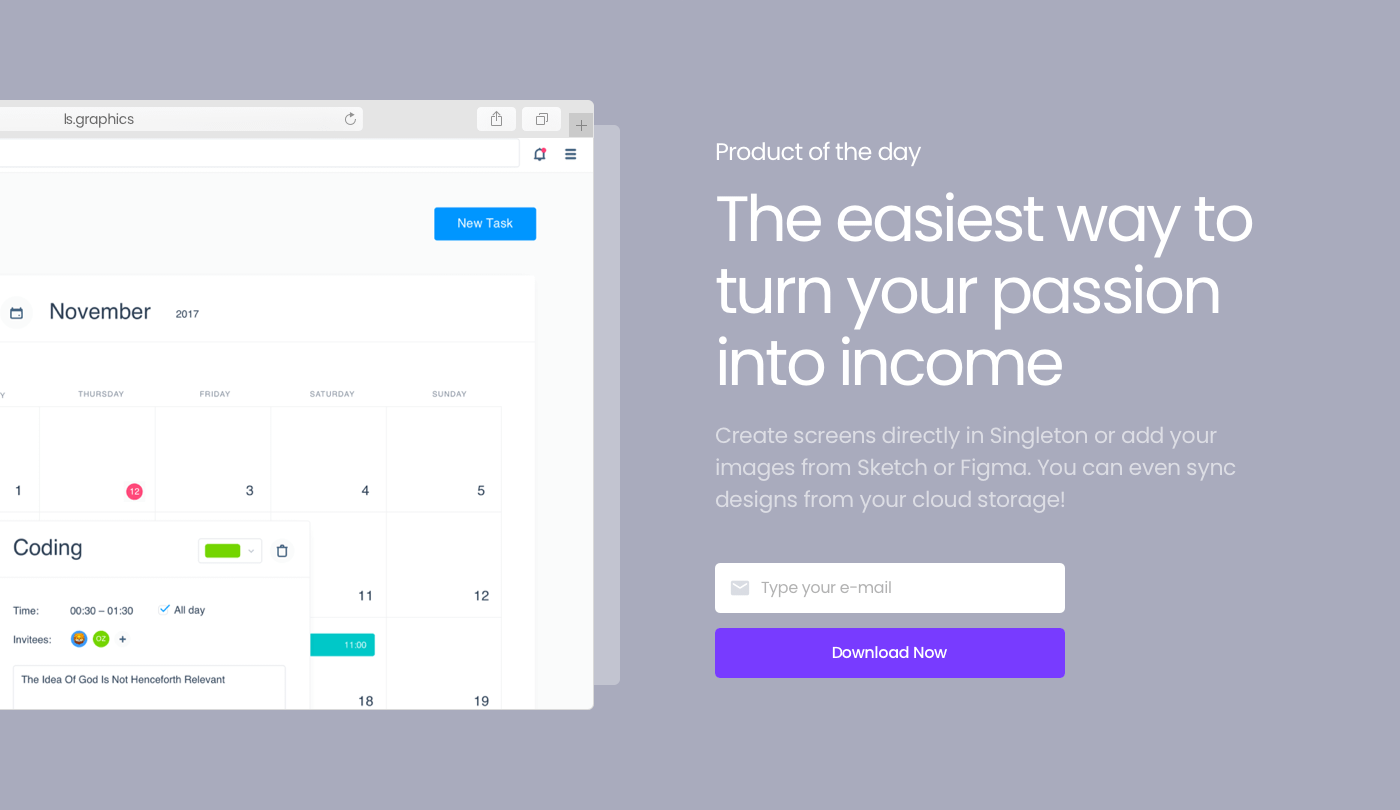 ls.graphics
New Task
November 2017
THURSDAY FRIDAY SATURDAY SUNDAY
1 12 3 4 5
Coding
11 12
Time: 00:30 – 01:30 All day
Invitees: OZ +
11:00
The Idea Of God Is Not Henceforth Relevant
18 19
Product of the day
The easiest way to
turn your passion
into income
Create screens directly in Singleton or add your
images from Sketch or Figma. You can even sync
designs from your cloud storage!
Type your e-mail
Download Now